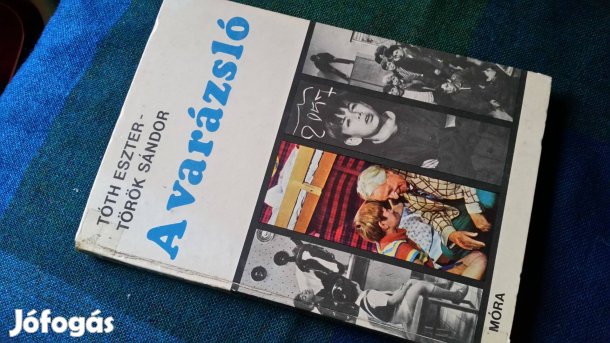 TÓTH ESZTER-
TÖRÖK SÁNDOR
A varázsló
MÓRA
Jófogás